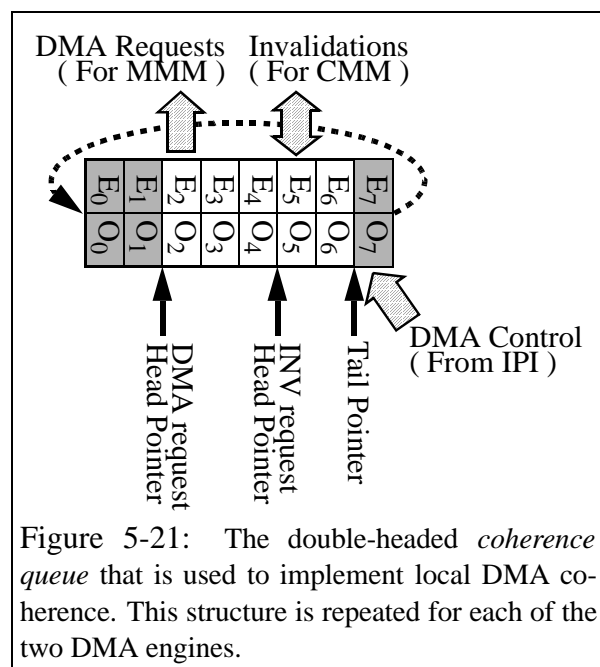 DMA Requests Invalidations
( For MMM ) ( For CMM )
E0 E1 E2 E3 E4 E5 E6 E7
O0 O1 O2 O3 O4 O5 O6 O7
DMA Control
( From IPI )
DMA request
Head Pointer
INV request
Head Pointer
Tail Pointer
Figure 5-21: The double-headed coherence
queue that is used to implement local DMA co-
herence. This structure is repeated for each of the
two DMA engines.